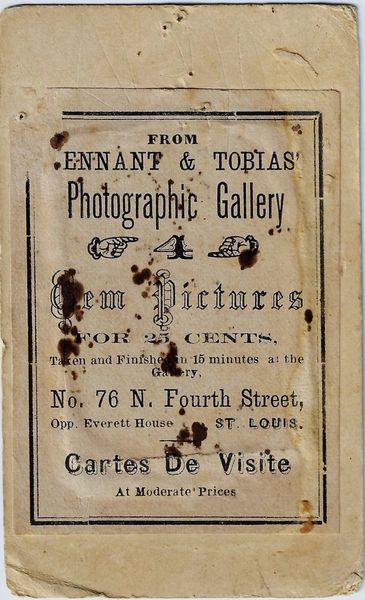 FROM
ENNANT & TOBIAS'
Photographic Gallery
4
Gem Pictures
FOR 25 CENTS,
Taken and Finished in 15 minutes at the
Gallery,
No. 76 N. Fourth Street,
Opp. Everett House ST. LOUIS.
Cartes De Visite
At Moderate Prices